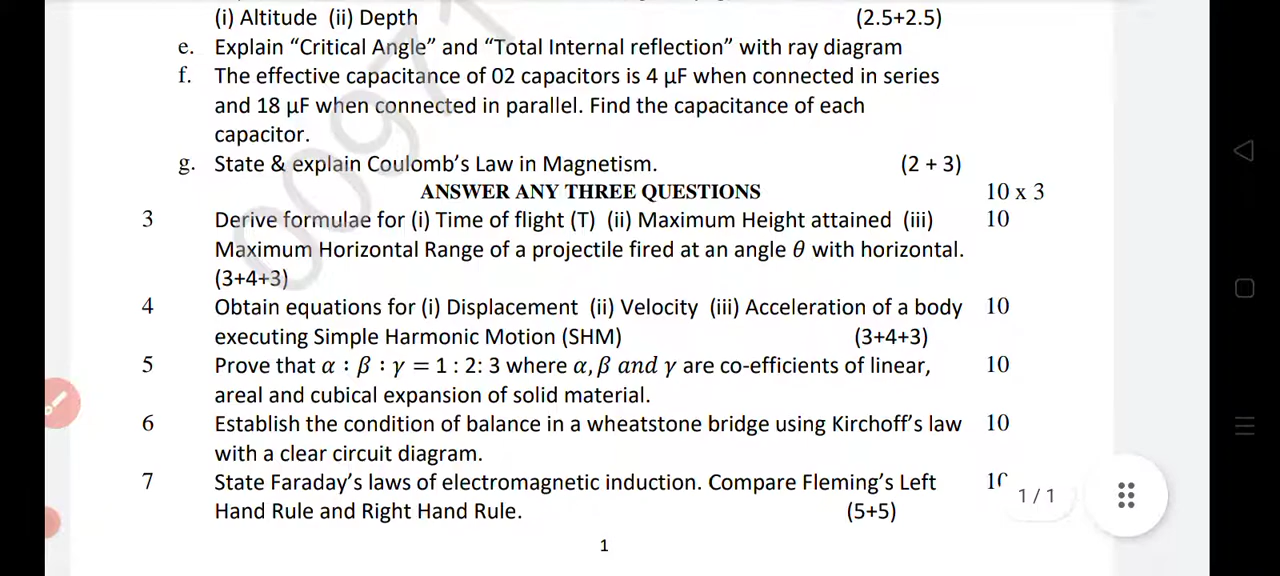 (i) Altitude (ii) Depth (2.5+2.5)
e. Explain “Critical Angle” and “Total Internal reflection” with ray diagram
f. The effective capacitance of 02 capacitors is 4 μF when connected in series
and 18 μF when connected in parallel. Find the capacitance of each
capacitor.
g. State & explain Coulomb’s Law in Magnetism. (2 + 3)
ANSWER ANY THREE QUESTIONS 10 x 3
3 Derive formulae for (i) Time of flight (T) (ii) Maximum Height attained (iii) 10
Maximum Horizontal Range of a projectile fired at an angle θ with horizontal.
(3+4+3)
4 Obtain equations for (i) Displacement (ii) Velocity (iii) Acceleration of a body 10
executing Simple Harmonic Motion (SHM) (3+4+3)
5 Prove that α : β : γ = 1 : 2: 3 where α, β and γ are co-efficients of linear, 10
areal and cubical expansion of solid material.
6 Establish the condition of balance in a wheatstone bridge using Kirchoff’s law 10
with a clear circuit diagram.
7 State Faraday’s laws of electromagnetic induction. Compare Fleming’s Left
Hand Rule and Right Hand Rule. (5+5)
1 / 1
1